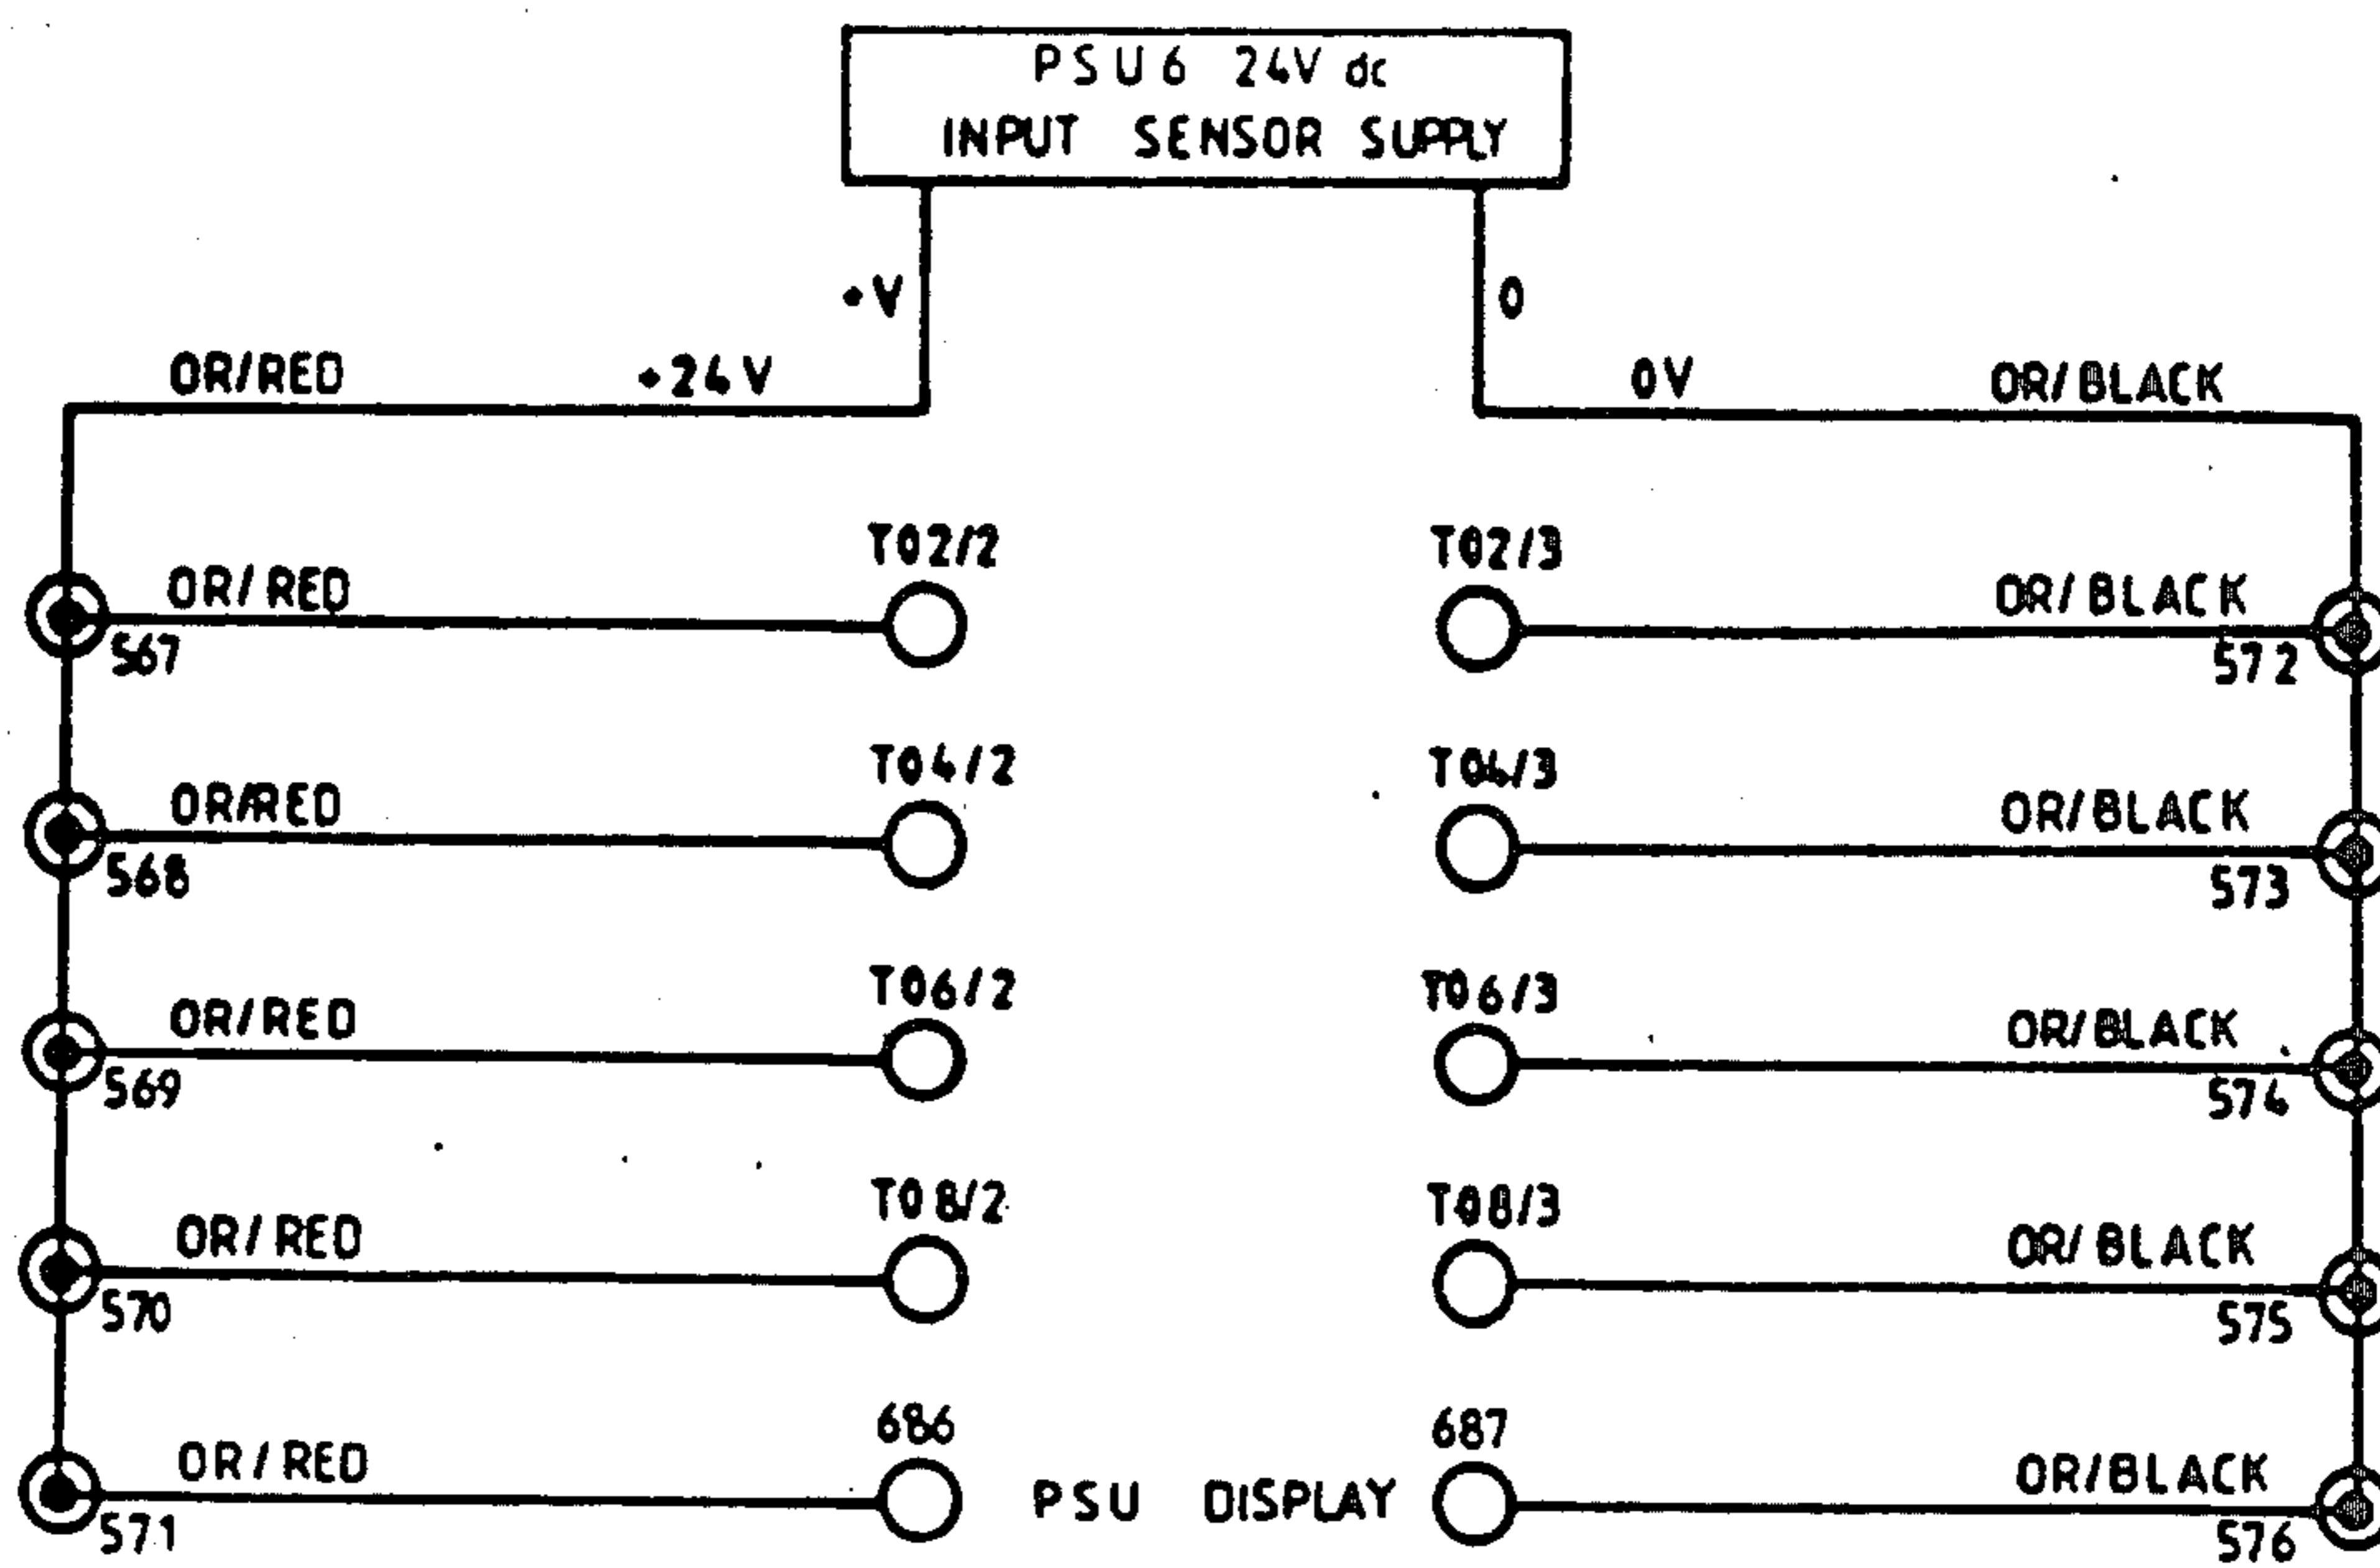 PSU6 24V dc
INPUT SENSOR SUPPLY
+V 0
OR/RED +24V 0V OR/BLACK
T02/2 T02/3
OR/RED OR/BLACK
567 572
T04/2 T04/3
OR/RED OR/BLACK
568 573
T06/2 T06/3
OR/RED OR/BLACK
569 574
T08/2 T08/3
OR/RED OR/BLACK
570 575
686 687
OR/RED PSU DISPLAY OR/BLACK
571 576